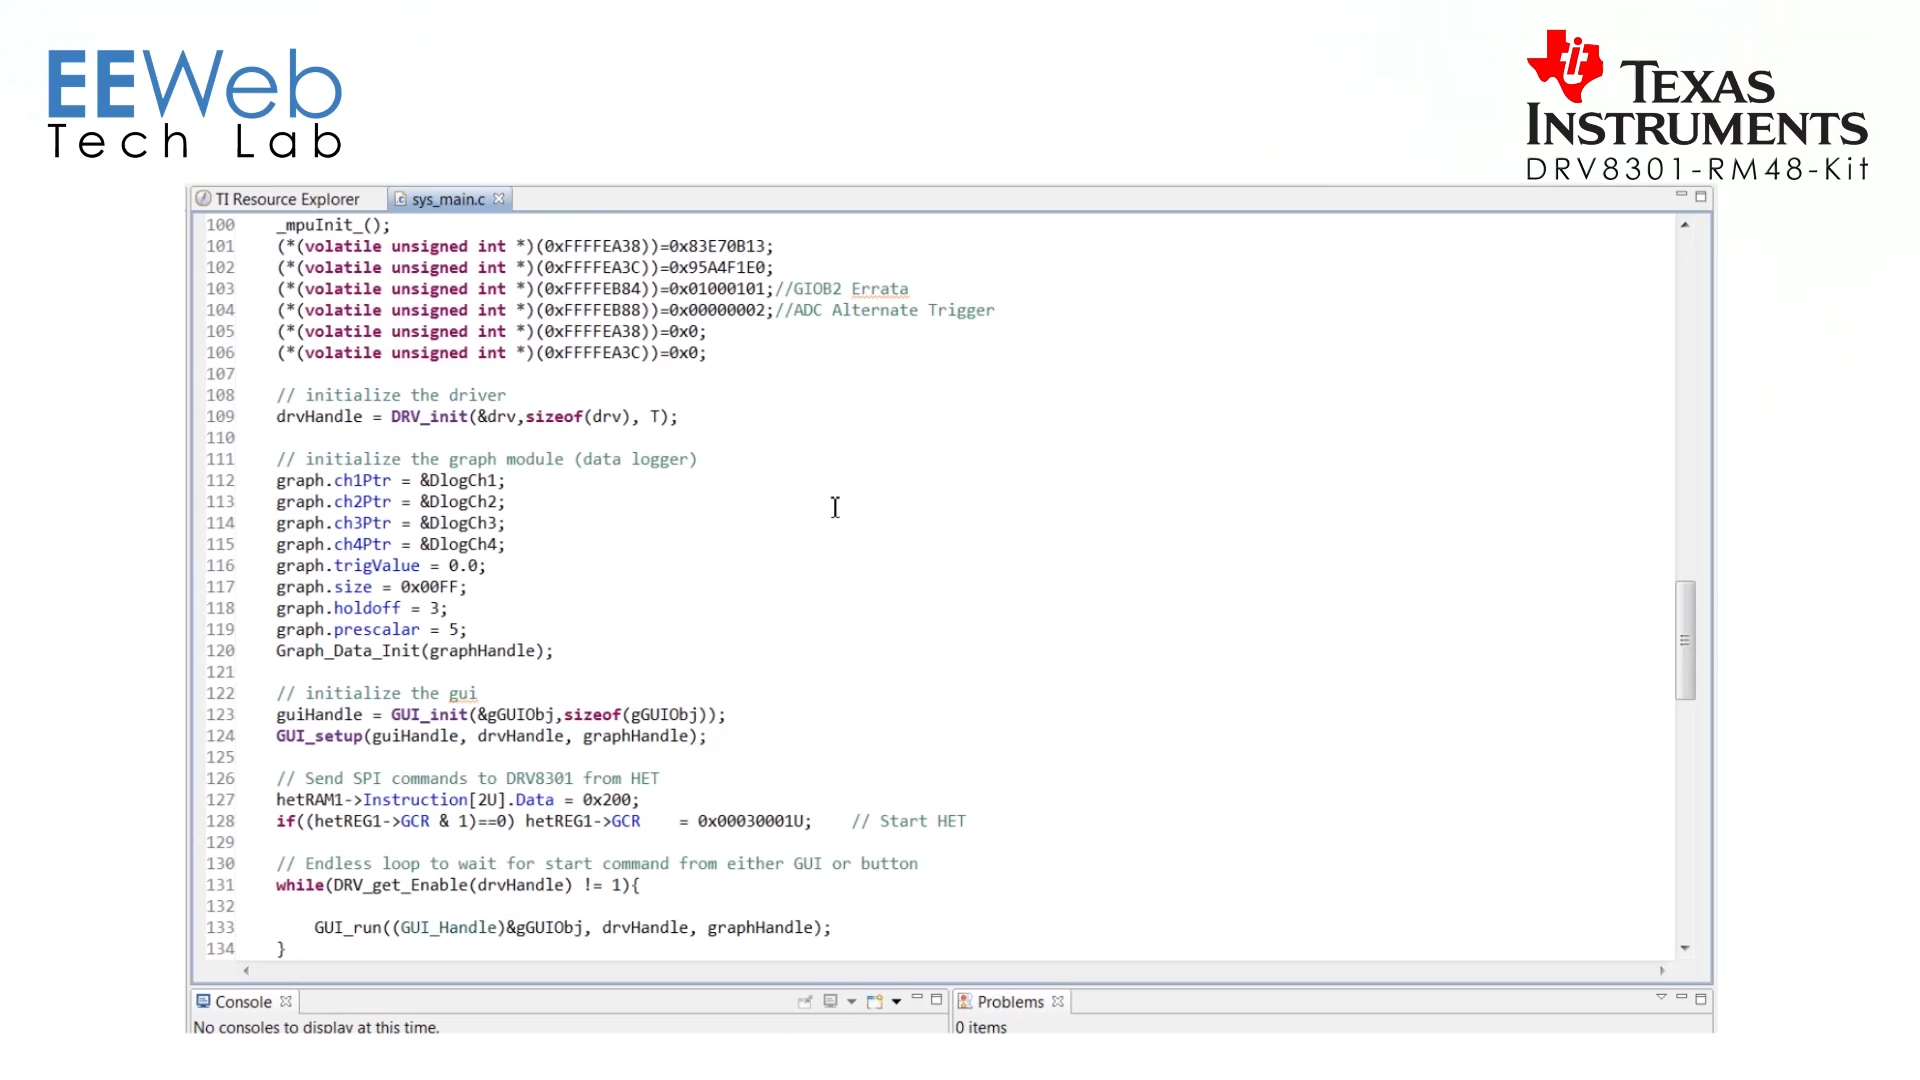 EEWeb
Tech Lab
TEXAS
INSTRUMENTS
DRV8301-RM48-Kit
TI Resource Explorer
sys_main.c
100 _mpuInit_();
101 (*(volatile unsigned int *)(0xFFFFEA38))=0x83E70B13;
102 (*(volatile unsigned int *)(0xFFFFEA3C))=0x95A4F1E0;
103 (*(volatile unsigned int *)(0xFFFFEB84))=0x01000101;//GIOB2 Errata
104 (*(volatile unsigned int *)(0xFFFFEB88))=0x00000002;//ADC Alternate Trigger
105 (*(volatile unsigned int *)(0xFFFFEA38))=0x0;
106 (*(volatile unsigned int *)(0xFFFFEA3C))=0x0;
107
108 // initialize the driver
109 drvHandle = DRV_init(&drv,sizeof(drv), T);
110
111 // initialize the graph module (data logger)
112 graph.ch1Ptr = &DlogCh1;
113 graph.ch2Ptr = &DlogCh2;
114 graph.ch3Ptr = &DlogCh3;
115 graph.ch4Ptr = &DlogCh4;
116 graph.trigValue = 0.0;
117 graph.size = 0x00FF;
118 graph.holdoff = 3;
119 graph.prescalar = 5;
120 Graph_Data_Init(graphHandle);
121
122 // initialize the gui
123 guiHandle = GUI_init(&gGUIObj,sizeof(gGUIObj));
124 GUI_setup(guiHandle, drvHandle, graphHandle);
125
126 // Send SPI commands to DRV8301 from HET
127 hetRAM1->Instruction[2U].Data = 0x200;
128 if((hetREG1->GCR & 1)==0) hetREG1->GCR    = 0x00030001U;    // Start HET
129
130 // Endless loop to wait for start command from either GUI or button
131 while(DRV_get_Enable(drvHandle) != 1){
132
133     GUI_run((GUI_Handle)&gGUIObj, drvHandle, graphHandle);
134 }
Console
No consoles to display at this time.
Problems
0 items